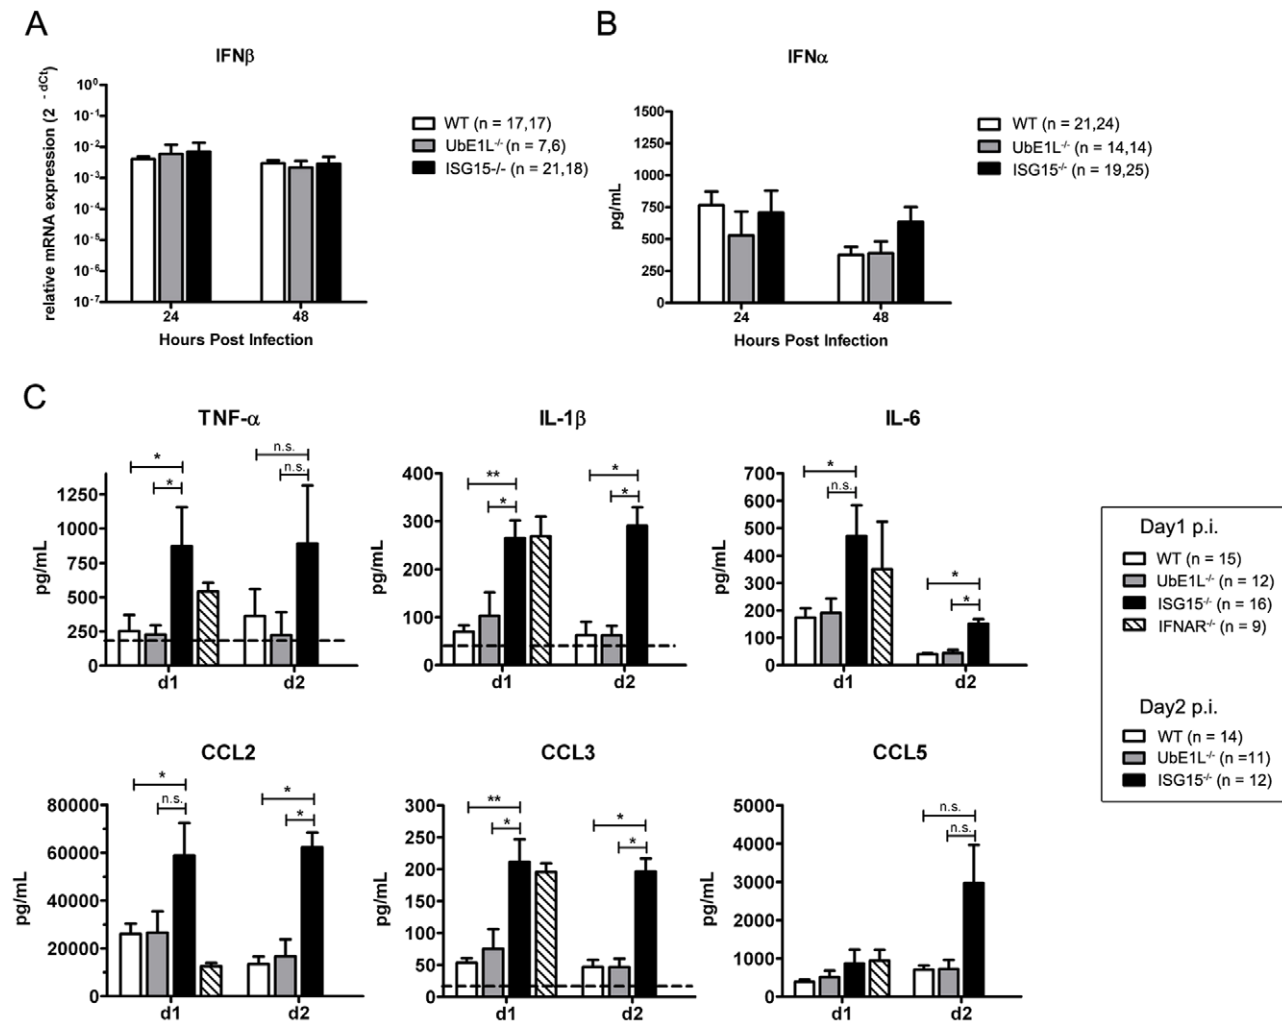 A
IFNβ
relative mRNA expression (2 ^- dCt)
10⁰
10⁻¹
10⁻²
10⁻³
10⁻⁴
10⁻⁵
10⁻⁶
10⁻⁷
24
48
Hours Post Infection
WT (n = 17,17)
UbE1L⁻/⁻ (n = 7,6)
ISG15-/- (n = 21,18)
B
IFNα
pg/mL
1500
1250
1000
750
500
250
0
24
48
Hours Post Infection
WT (n = 21,24)
UbE1L⁻/⁻ (n = 14,14)
ISG15⁻/⁻ (n = 19,25)
C
TNF-α
pg/mL
1250
1000
750
500
250
0
*
*
n.s.
n.s.
d1
d2
IL-1β
pg/mL
400
300
200
100
0
**
*
*
*
d1
d2
IL-6
pg/mL
700
600
500
400
300
200
100
0
*
n.s.
*
*
d1
d2
CCL2
pg/mL
80000
60000
40000
20000
0
*
n.s.
*
*
d1
d2
CCL3
pg/mL
300
250
200
150
100
50
0
**
*
*
*
d1
d2
CCL5
pg/mL
5000
4000
3000
2000
1000
0
n.s.
n.s.
d1
d2
Day1 p.i.
WT (n = 15)
UbE1L⁻/⁻ (n = 12)
ISG15⁻/⁻ (n = 16)
IFNAR⁻/⁻ (n = 9)
Day2 p.i.
WT (n = 14)
UbE1L⁻/⁻ (n =11)
ISG15⁻/⁻ (n = 12)